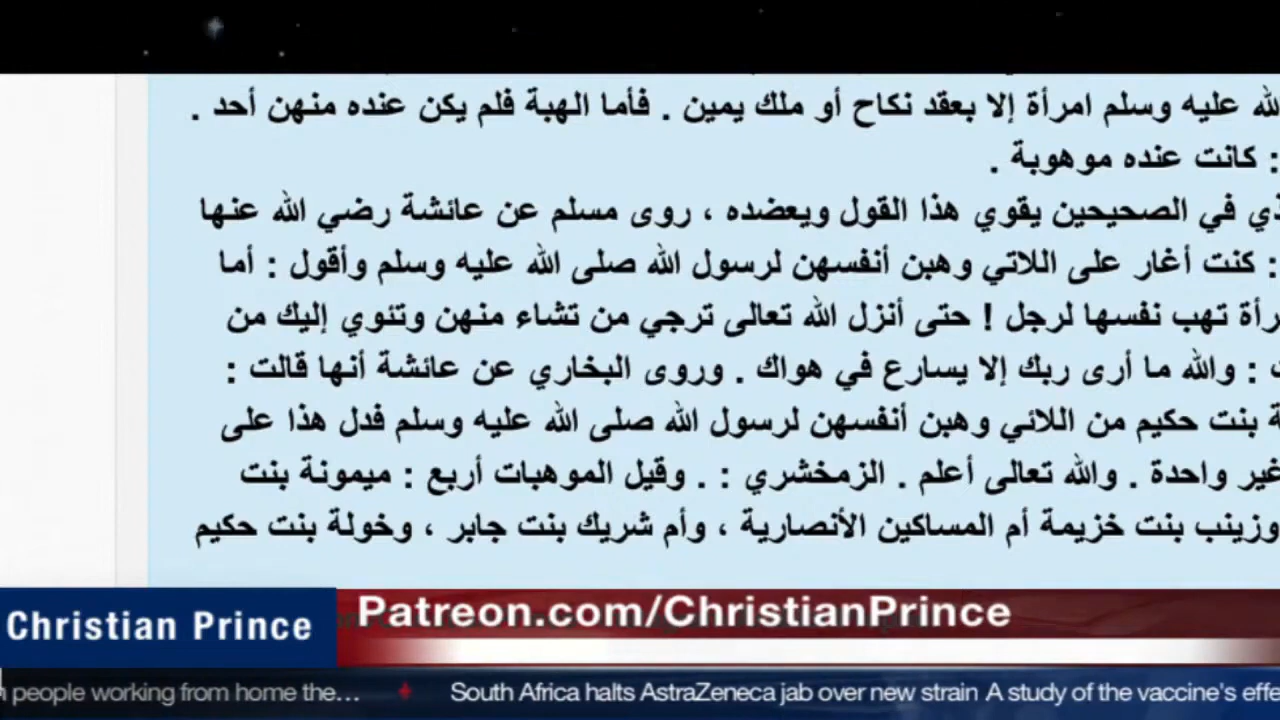 لله عليه وسلم امرأة إلا بعقد نكاح أو ملك يمين . فأما الهبة فلم يكن عنده منهن أحد .
: كانت عنده موهوبة .
في الصحيحين يقوي هذا القول ويعضده ، روى مسلم عن عائشة رضي الله عنها
: كنت أغار على اللاتي وهبن أنفسهن لرسول الله صلى الله عليه وسلم وأقول : أما
رأة تهب نفسها لرجل ! حتى أنزل الله تعالى ترجي من تشاء منهن وتئوي إليك من
: والله ما أرى ربك إلا يسارع في هواك . وروى البخاري عن عائشة أنها قالت :
بنت حكيم من اللائي وهبن أنفسهن لرسول الله صلى الله عليه وسلم فدل هذا على
غير واحدة . والله تعالى أعلم . الزمخشري : . وقيل الموهبات أربع : ميمونة بنت
وزينب بنت خزيمة أم المساكين الأنصارية ، وأم شريك بنت جابر ، وخولة بنت حكيم
Patreon.com/ChristianPrince
Christian Prince
people working from home the... South Africa halts AstraZeneca jab over new strain A study of the vaccine's effe